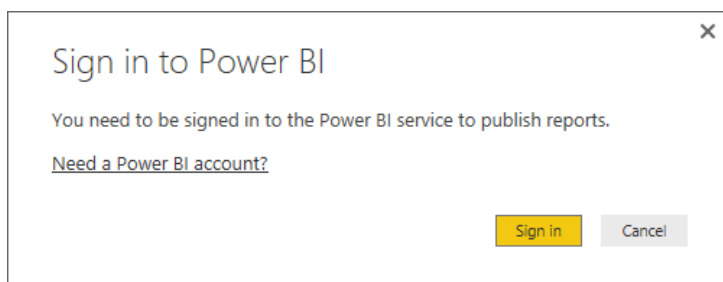 Sign in to Power BI
You need to be signed in to the Power BI service to publish reports.
Need a Power BI account?
Sign in
Cancel